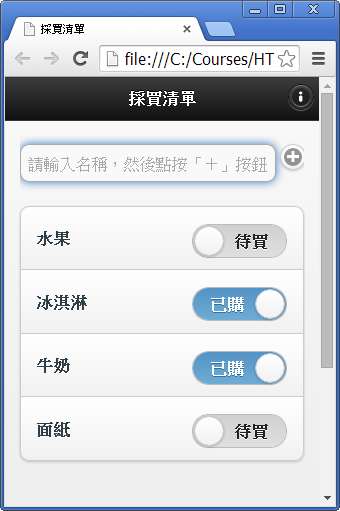 採買清單
file:///C:/Courses/HT
採買清單
請輸入名稱，然後點按「＋」按鈕
水果 待買
冰淇淋 已購
牛奶 已購
面紙 待買